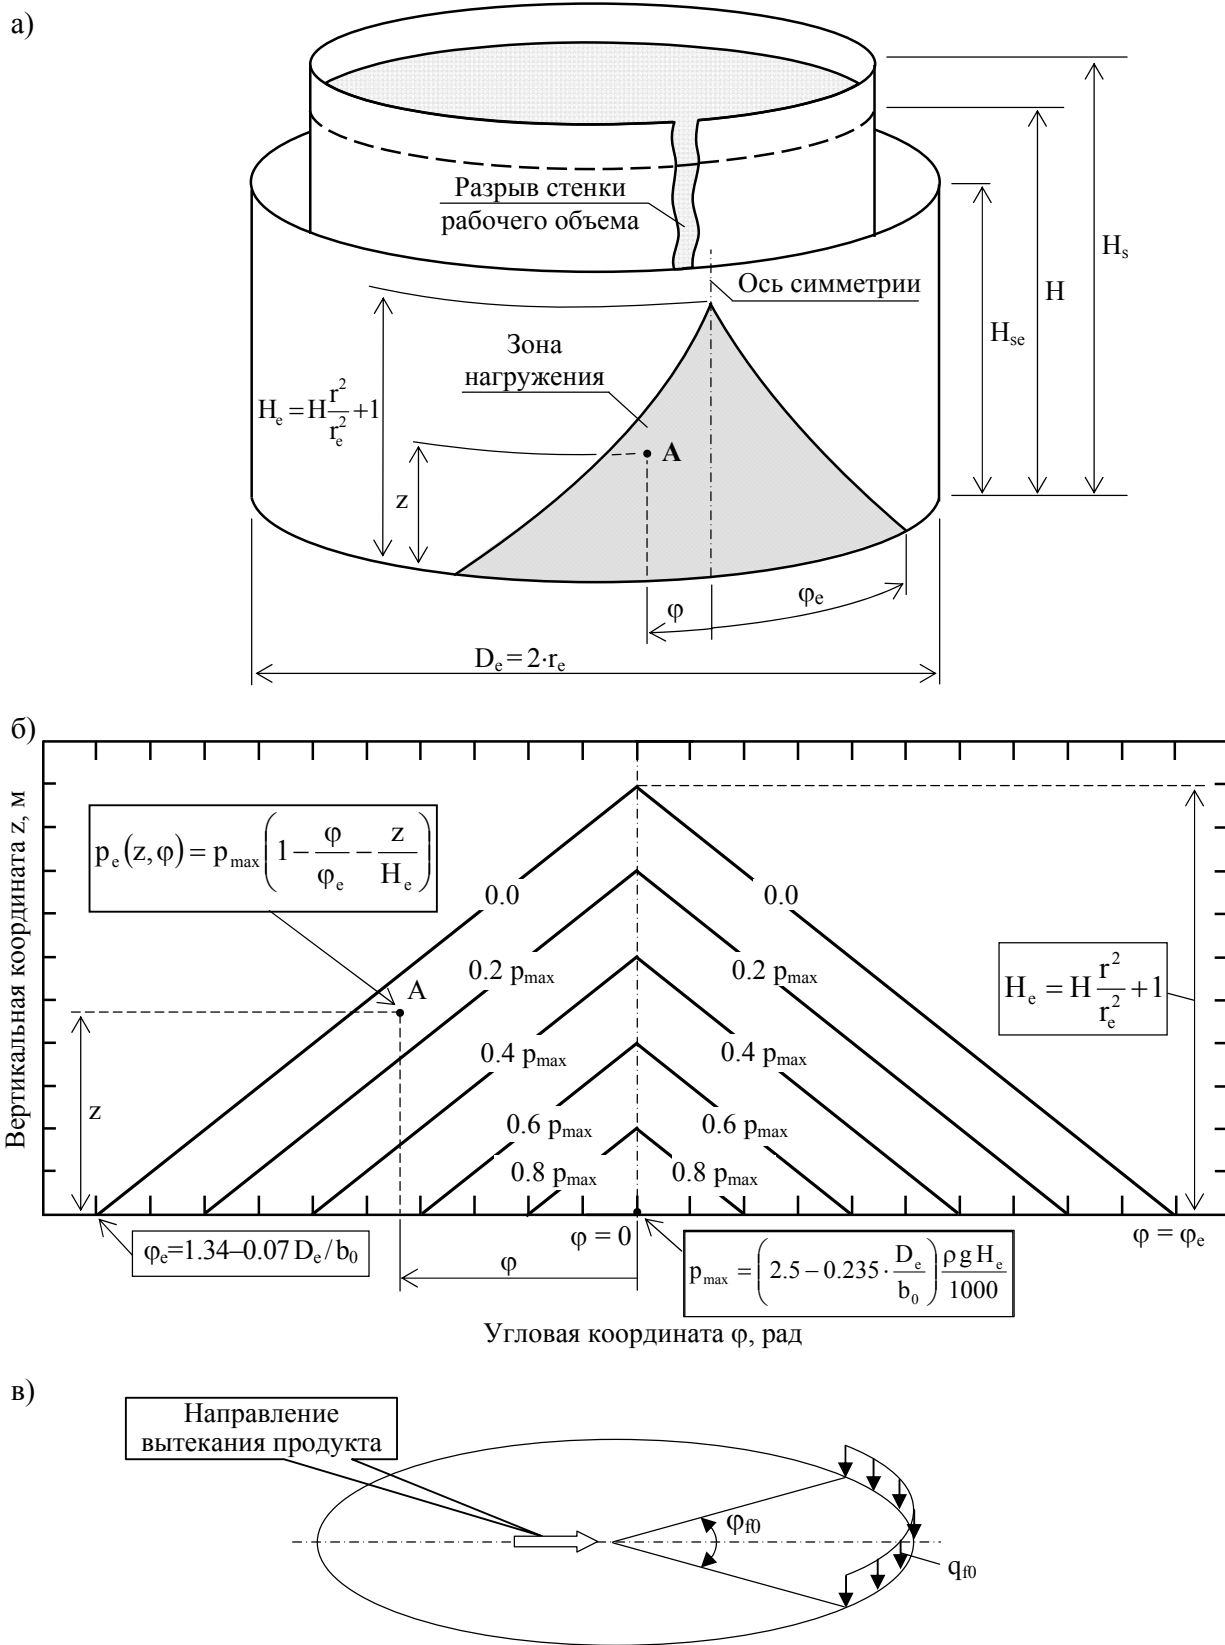 а)
Разрыв стенки
рабочего объема
Ось симметрии
Зона
нагружения
H_e = H r²/r_e² + 1
A
z
φ
φ_e
D_e = 2·r_e
H_se
H
H_s
б)
Вертикальная координата z, м
p_e(z, φ) = p_max (1 − φ/φ_e − z/H_e)
0.0
0.0
0.2 p_max
0.2 p_max
0.4 p_max
0.4 p_max
0.6 p_max
0.6 p_max
0.8 p_max
0.8 p_max
A
z
H_e = H r²/r_e² + 1
φ_e=1.34–0.07 D_e/b_0
φ
φ = 0
φ = φ_e
p_max = (2.5 − 0.235 · D_e/b_0) ρ g H_e/1000
Угловая координата φ, рад
в)
Направление
вытекания продукта
φ_f0
q_f0